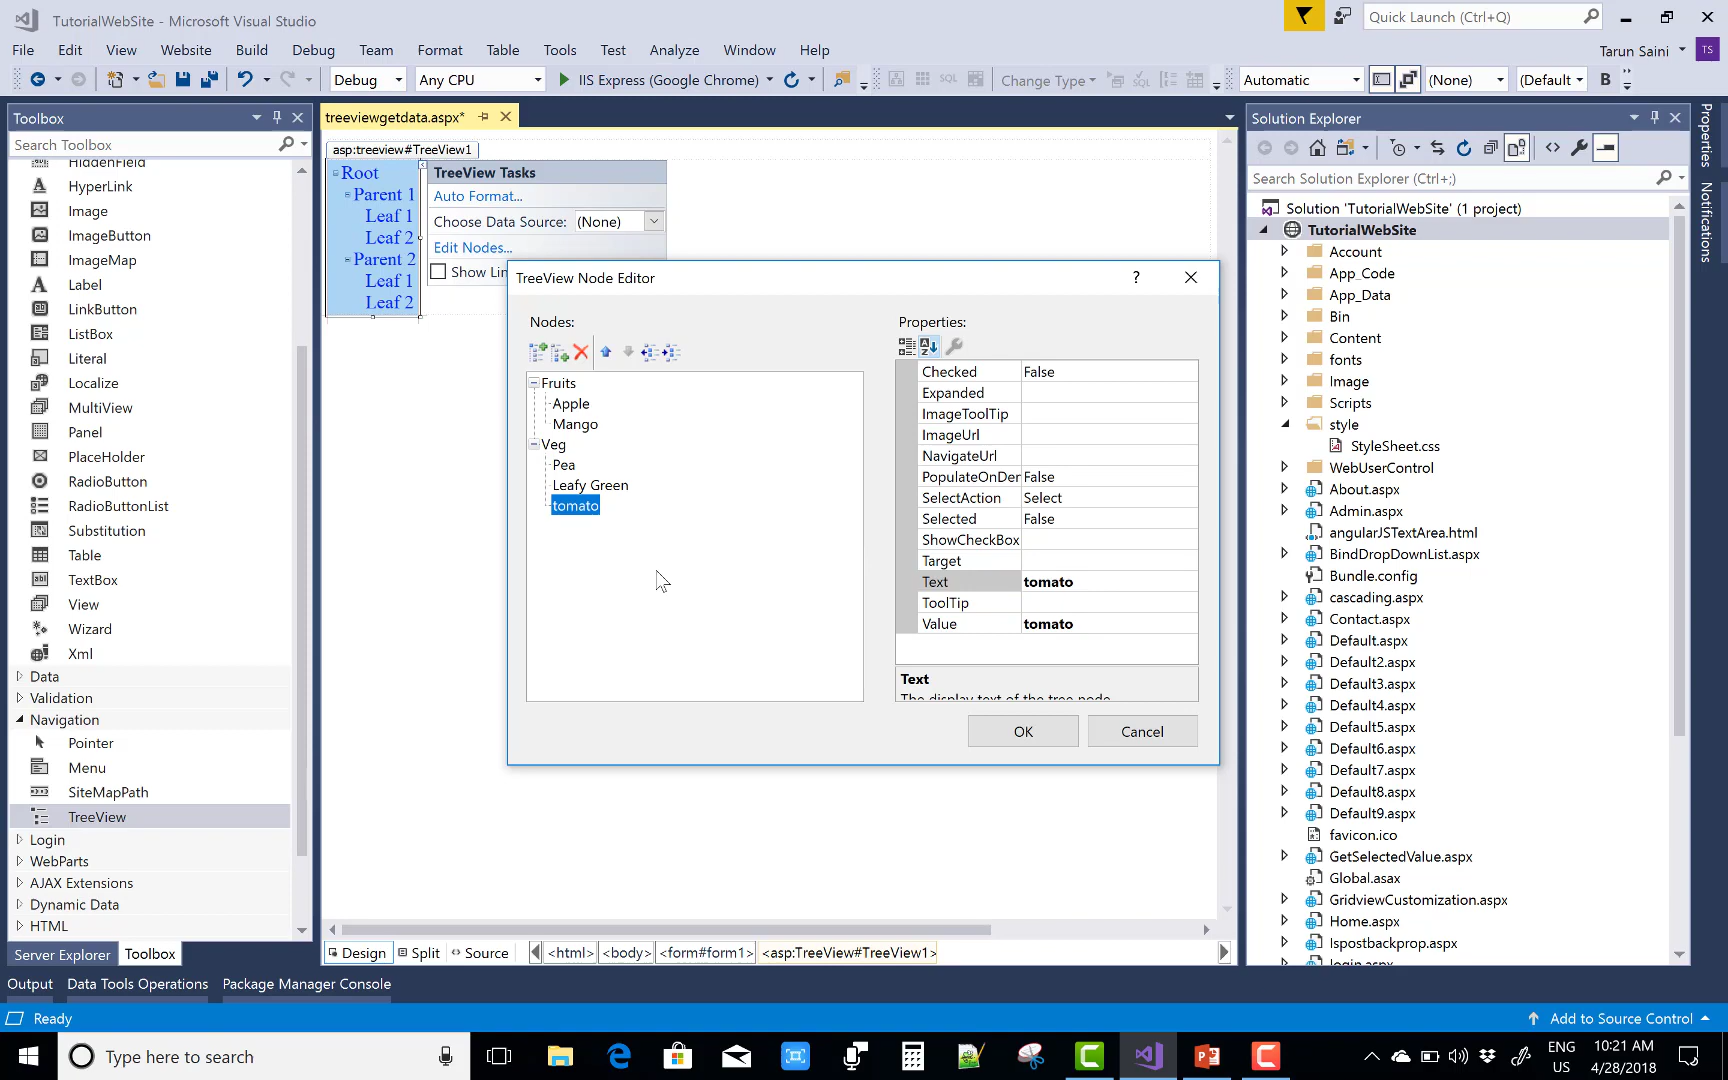 TutorialWebSite - Microsoft Visual Studio
Quick Launch (Ctrl+Q)
File Edit View Website Build Debug Team Format Table Tools Test Analyze Window Help
Tarun Saini TS
Debug Any CPU IIS Express (Google Chrome) SQL Change Type Automatic (None) (Default B
Toolbox
Search Toolbox
HiddenField
HyperLink
Image
ImageButton
ImageMap
Label
LinkButton
ListBox
Literal
Localize
MultiView
Panel
PlaceHolder
RadioButton
RadioButtonList
Substitution
Table
TextBox
View
Wizard
Xml
Data
Validation
Navigation
Pointer
Menu
SiteMapPath
TreeView
Login
WebParts
AJAX Extensions
Dynamic Data
HTML
Server Explorer Toolbox
treeviewgetdata.aspx*
asp:treeview#TreeView1
Root
Parent 1
Leaf 1
Leaf 2
Parent 2
Leaf 1
Leaf 2
TreeView Tasks
Auto Format...
Choose Data Source: (None)
Edit Nodes...
Show Lin
TreeView Node Editor
Nodes:
Fruits
Apple
Mango
Veg
Pea
Leafy Green
tomato
Properties:
Checked False
Expanded
ImageToolTip
ImageUrl
NavigateUrl
PopulateOnDer False
SelectAction Select
Selected False
ShowCheckBox
Target
Text tomato
ToolTip
Value tomato
Text
The display text of the tree node.
OK Cancel
Design Split Source <html> <body> <form#form1> <asp:TreeView#TreeView1>
Solution Explorer
Search Solution Explorer (Ctrl+;)
Solution 'TutorialWebSite' (1 project)
TutorialWebSite
Account
App_Code
App_Data
Bin
Content
fonts
Image
Scripts
style
StyleSheet.css
WebUserControl
About.aspx
Admin.aspx
angularJSTextArea.html
BindDropDownList.aspx
Bundle.config
cascading.aspx
Contact.aspx
Default.aspx
Default2.aspx
Default3.aspx
Default4.aspx
Default5.aspx
Default6.aspx
Default7.aspx
Default8.aspx
Default9.aspx
favicon.ico
GetSelectedValue.aspx
Global.asax
GridviewCustomization.aspx
Home.aspx
Ispostbackprop.aspx
login.aspx
Properties
Notifications
Output Data Tools Operations Package Manager Console
Ready
Add to Source Control
Type here to search
ENG
US
10:21 AM
4/28/2018